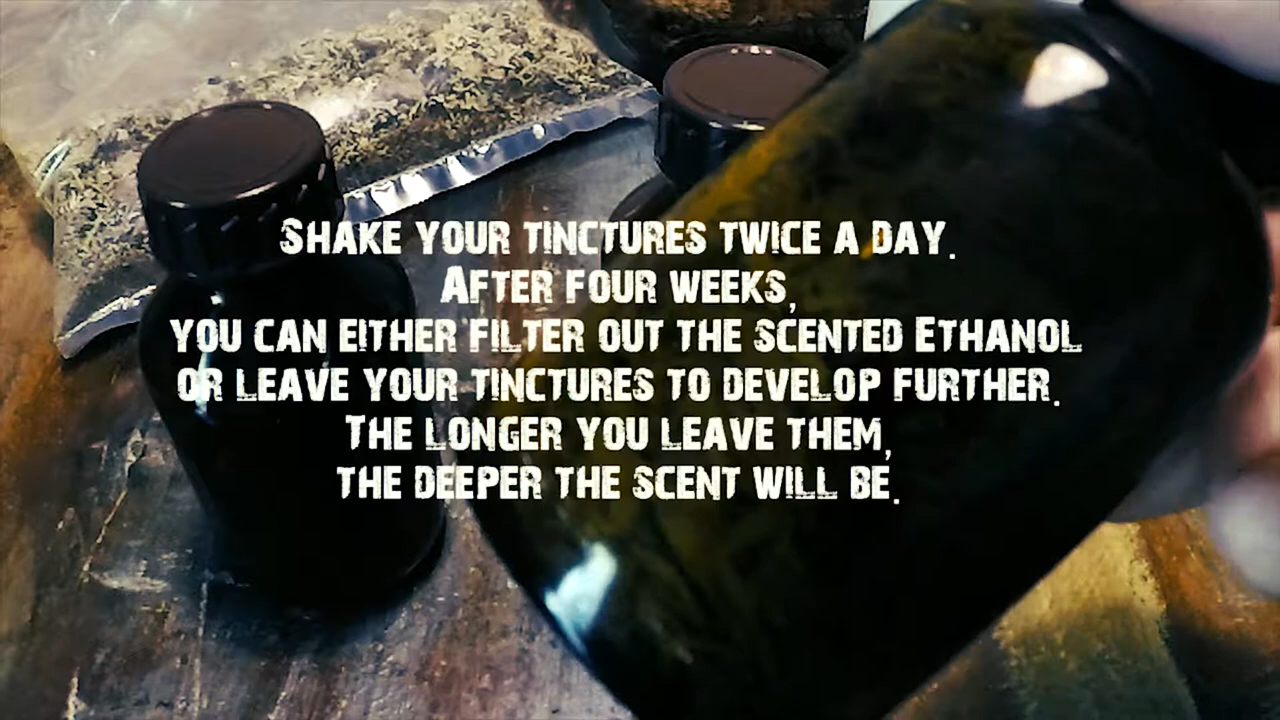 Shake your tinctures twice a day.
After four weeks,
you can either filter out the scented Ethanol
or leave your tinctures to develop further.
The longer you leave them,
the deeper the scent will be.